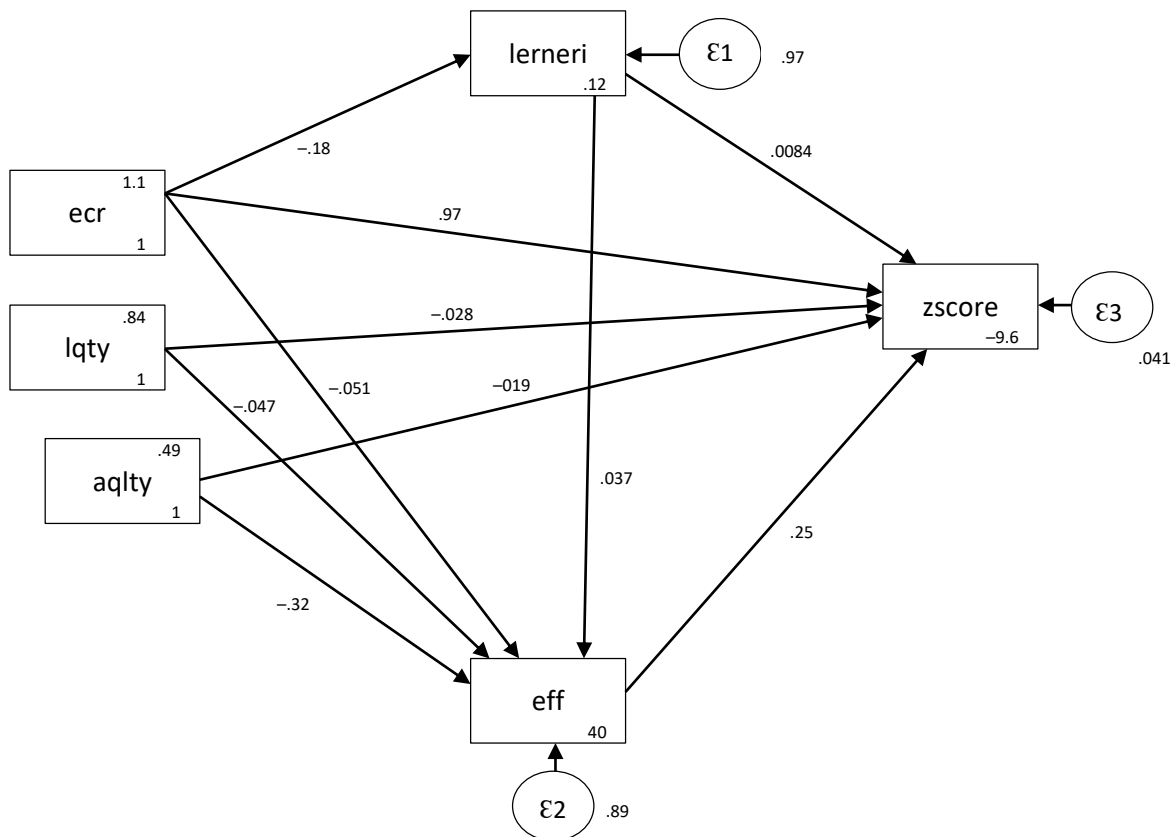 lerneri
.12
ε1
.97
–.18
.0084
1.1
ecr
1
.97
.84
lqty
1
–.028
zscore
–9.6
ε3
.041
–.047
–.051
–019
.49
aqlty
1
.037
.25
–.32
eff
40
ε2
.89